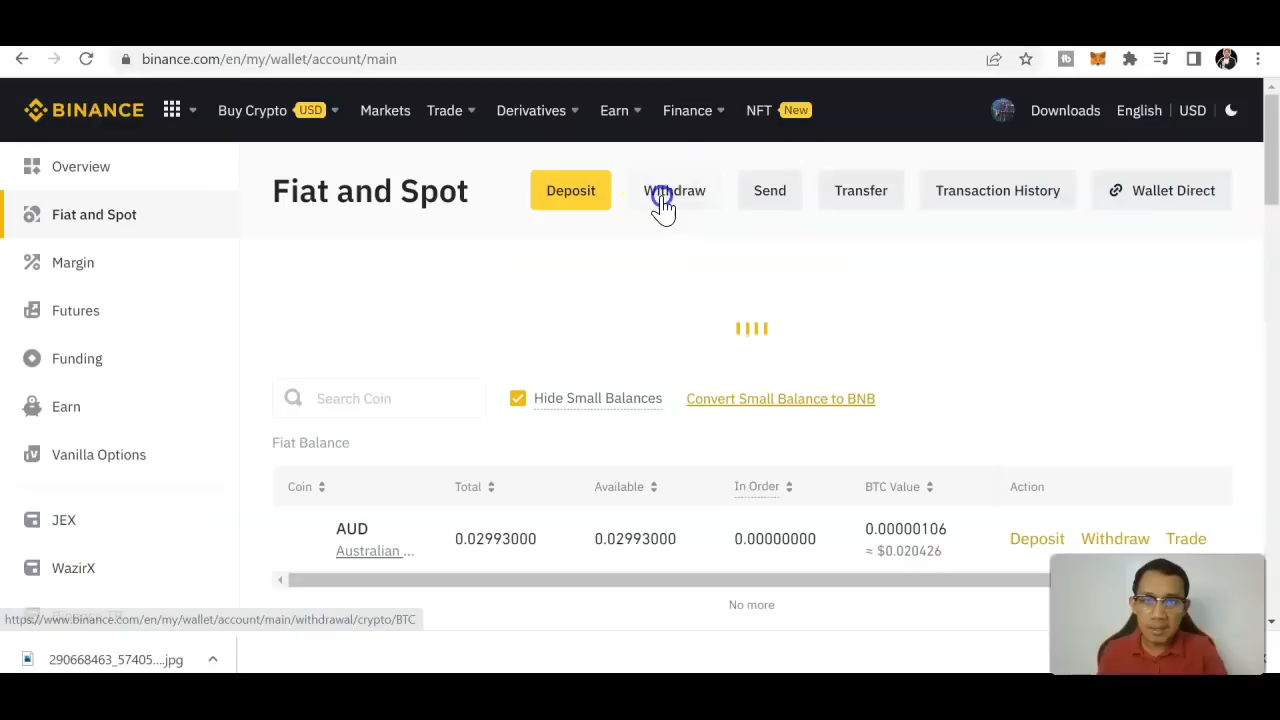 binance.com/en/my/wallet/account/main
BINANCE
Buy Crypto USD
Markets
Trade
Derivatives
Earn
Finance
NFT New
Downloads
English
USD
Overview
Fiat and Spot
Margin
Futures
Funding
Earn
Vanilla Options
JEX
WazirX
Fiat and Spot
Deposit
Withdraw
Send
Transfer
Transaction History
Wallet Direct
Search Coin
Hide Small Balances
Convert Small Balance to BNB
Fiat Balance
Coin Total Available In Order BTC Value Action
AUD 0.02993000 0.02993000 0.00000000 0.00000106 Deposit Withdraw Trade
Australian ... ≈ $0.020426
No more
https://www.binance.com/en/my/wallet/account/main/withdrawal/crypto/BTC
290668463_57405....jpg